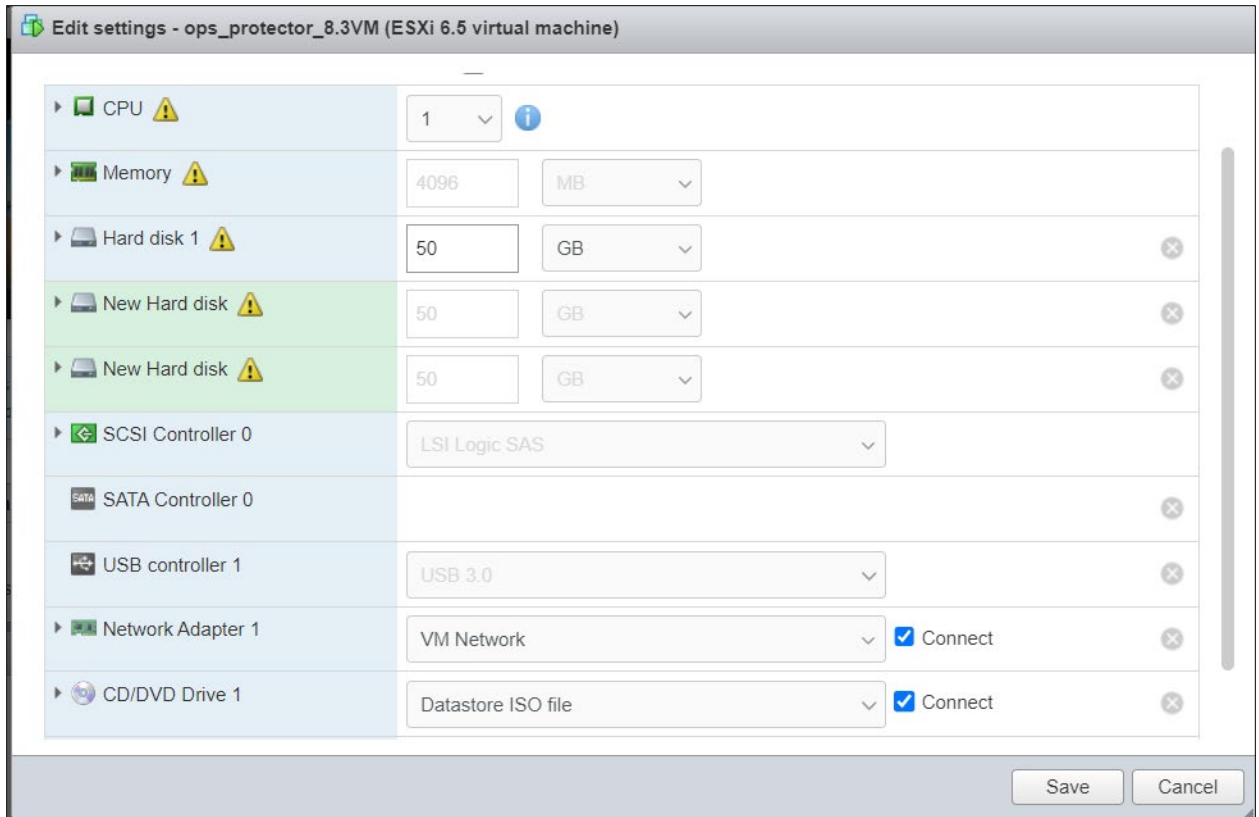 Edit settings - ops_protector_8.3VM (ESXi 6.5 virtual machine)
CPU 1
Memory 4096 MB
Hard disk 1 50 GB
New Hard disk 50 GB
New Hard disk 50 GB
SCSI Controller 0 LSI Logic SAS
SATA SATA Controller 0
USB controller 1 USB 3.0
Network Adapter 1 VM Network Connect
CD/DVD Drive 1 Datastore ISO file Connect
Save Cancel